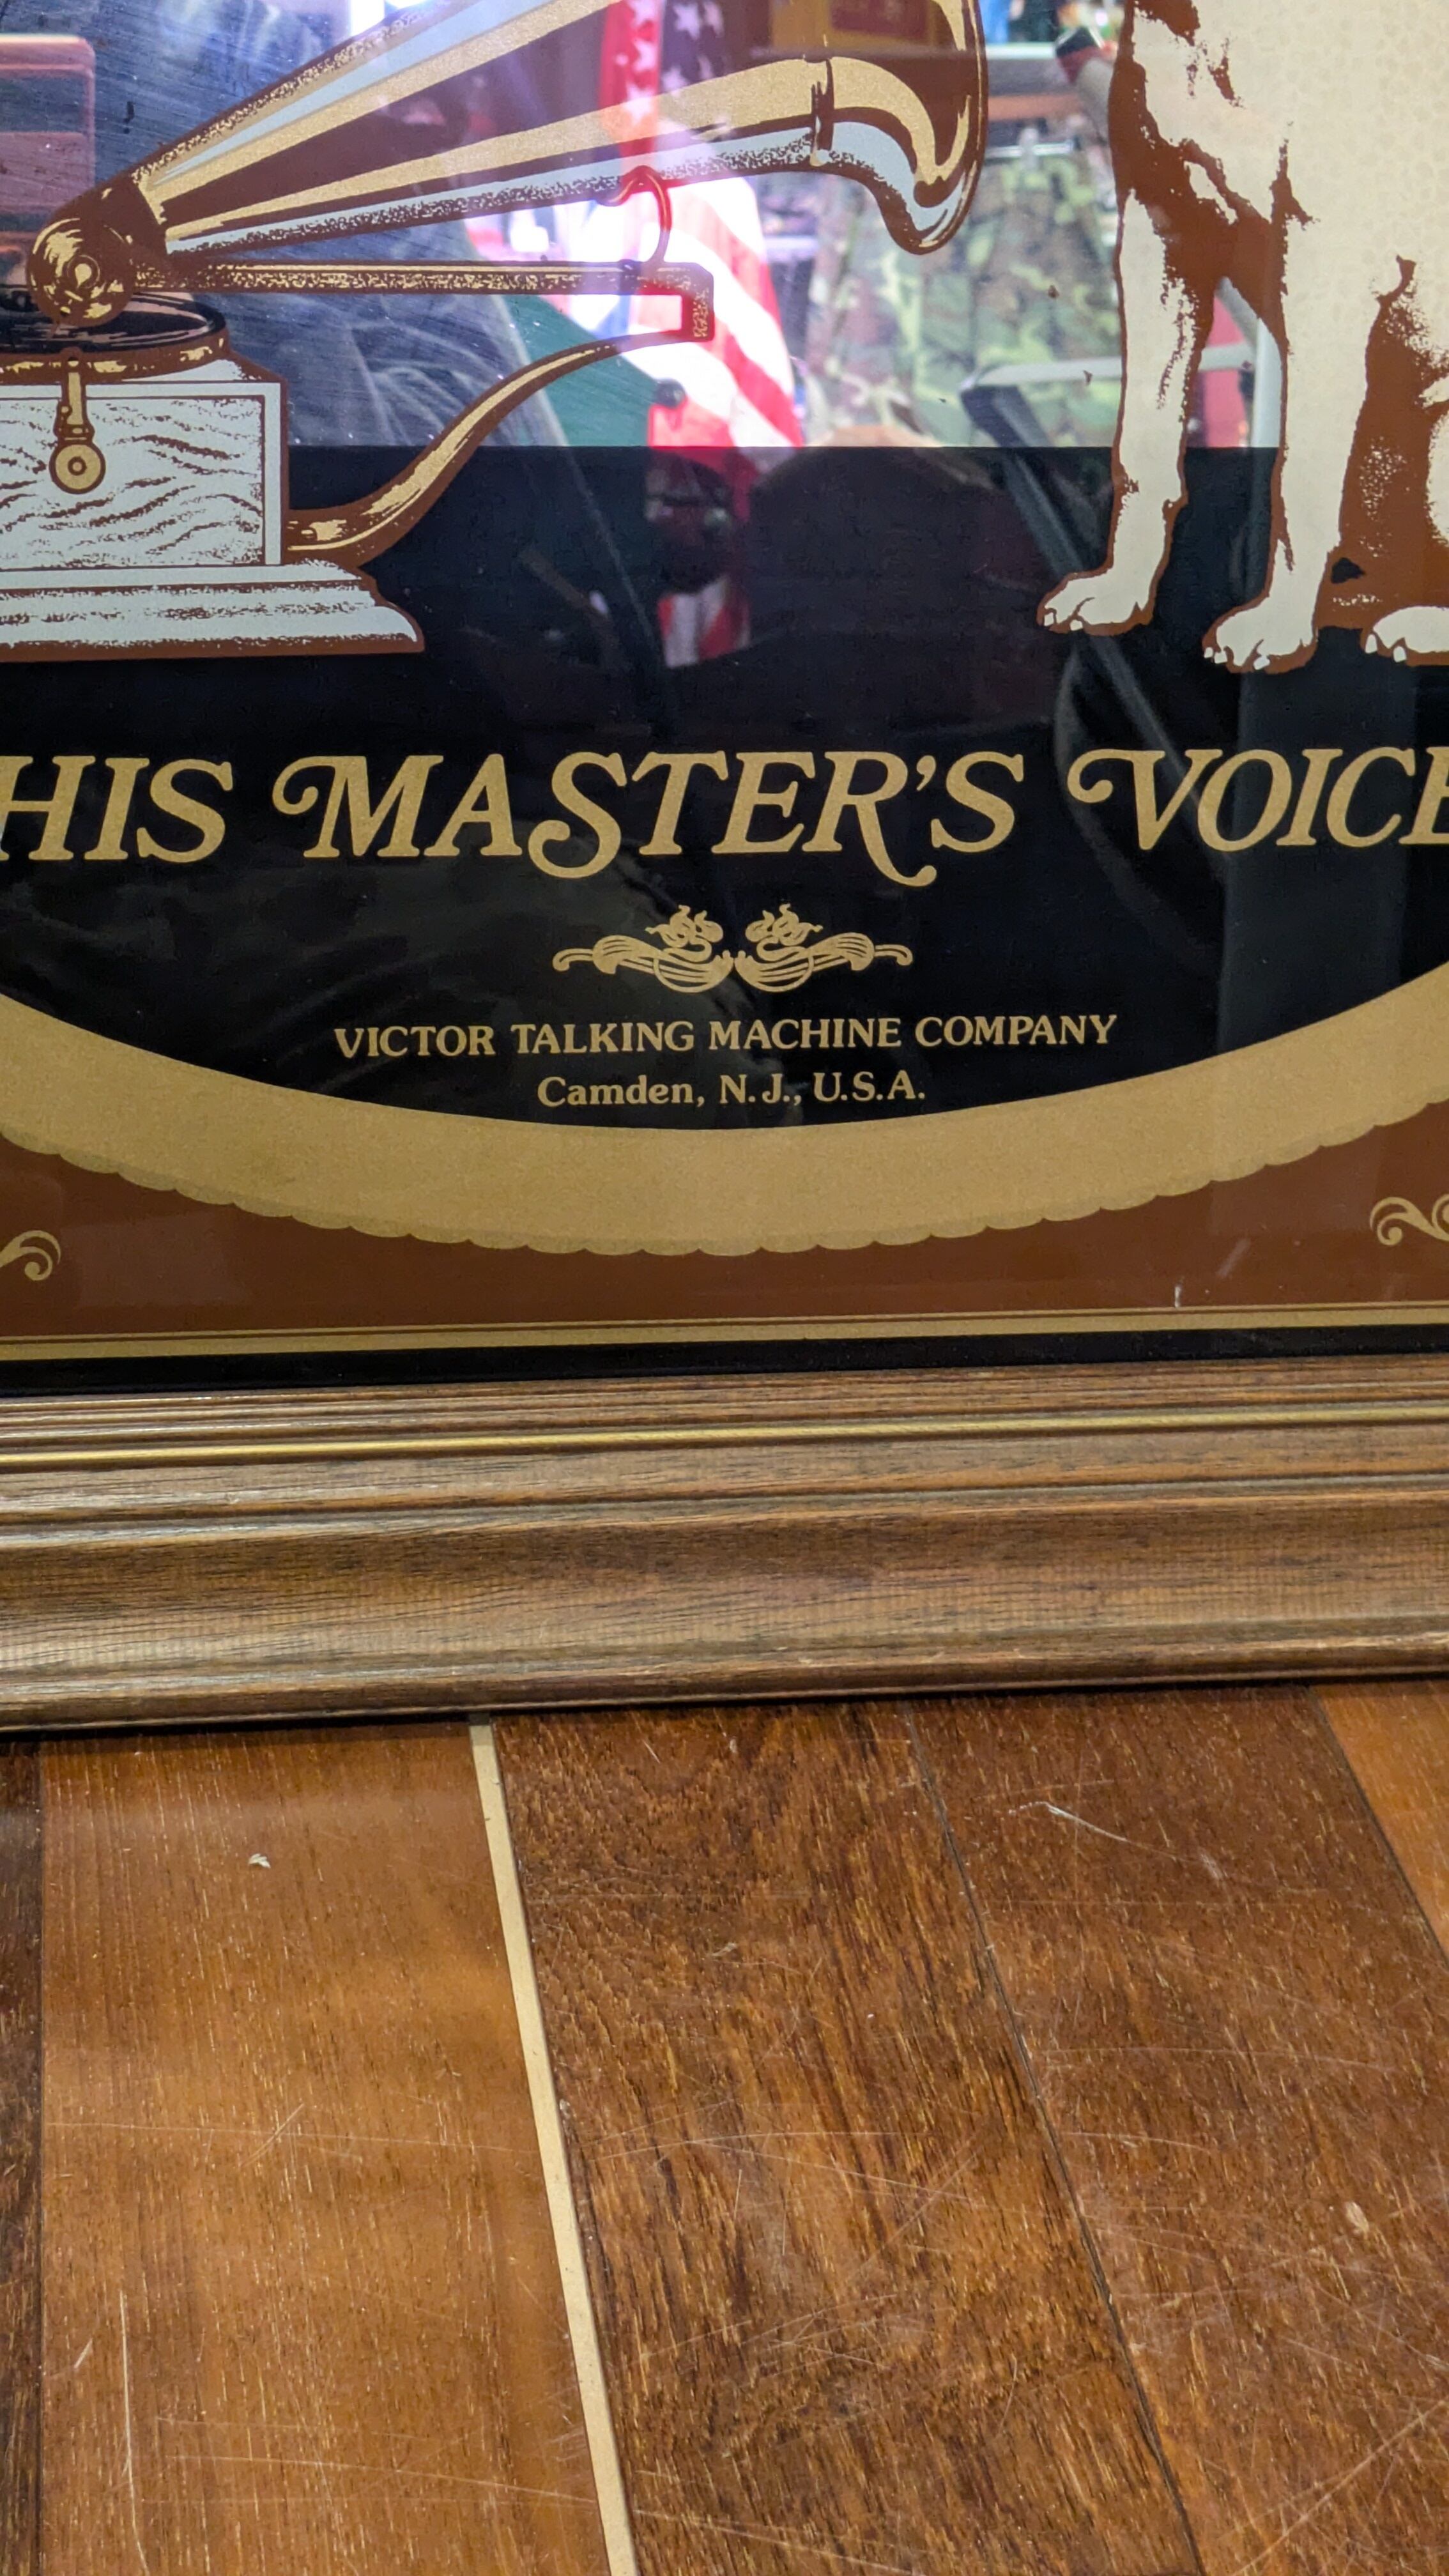 HIS MASTER'S VOICE
VICTOR TALKING MACHINE COMPANY
Camden, N.J., U.S.A.